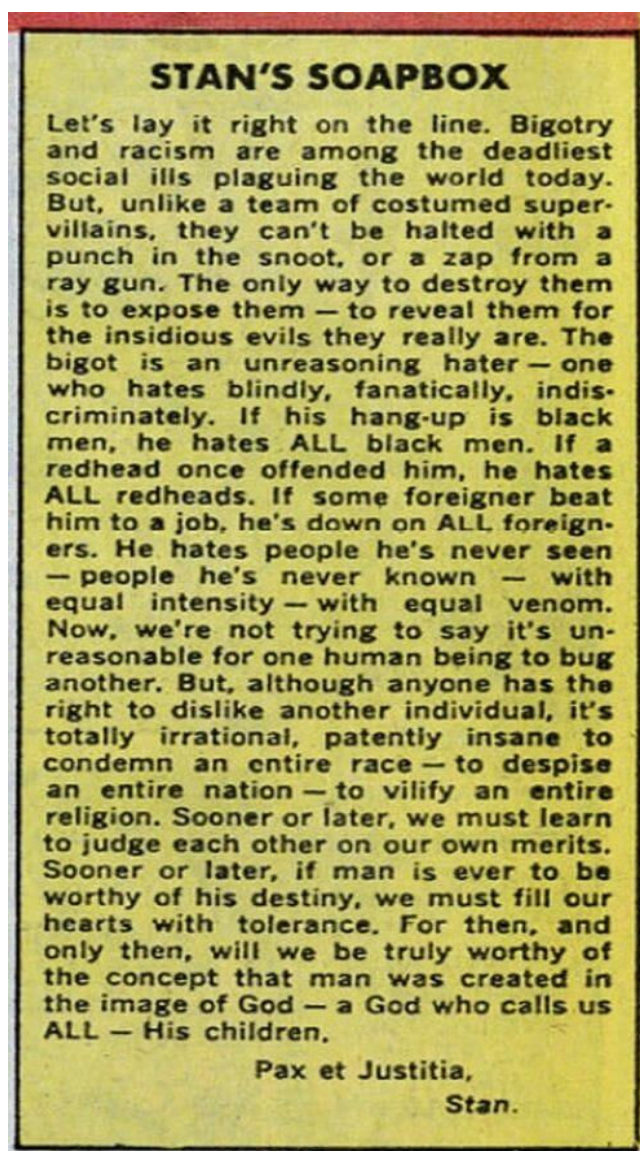 STAN'S SOAPBOX
Let's lay it right on the line. Bigotry
and racism are among the deadliest
social ills plaguing the world today.
But, unlike a team of costumed super-
villains, they can't be halted with a
punch in the snoot, or a zap from a
ray gun. The only way to destroy them
is to expose them — to reveal them for
the insidious evils they really are. The
bigot is an unreasoning hater — one
who hates blindly, fanatically, indis-
criminately. If his hang-up is black
men, he hates ALL black men. If a
redhead once offended him, he hates
ALL redheads. If some foreigner beat
him to a job, he's down on ALL foreign-
ers. He hates people he's never seen
— people he's never known — with
equal intensity — with equal venom.
Now, we're not trying to say it's un-
reasonable for one human being to bug
another. But, although anyone has the
right to dislike another individual, it's
totally irrational, patently insane to
condemn an entire race — to despise
an entire nation — to vilify an entire
religion. Sooner or later, we must learn
to judge each other on our own merits.
Sooner or later, if man is ever to be
worthy of his destiny, we must fill our
hearts with tolerance. For then, and
only then, will we be truly worthy of
the concept that man was created in
the image of God — a God who calls us
ALL — His children.
Pax et Justitia,
Stan.